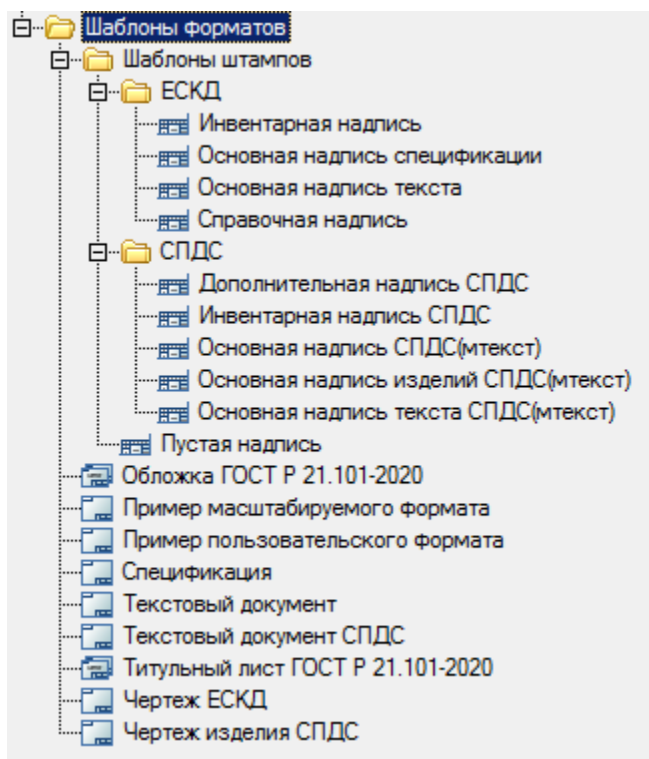 Шаблоны форматов
Шаблоны штампов
ЕСКД
Инвентарная надпись
Основная надпись спецификации
Основная надпись текста
Справочная надпись
СПДС
Дополнительная надпись СПДС
Инвентарная надпись СПДС
Основная надпись СПДС(мтекст)
Основная надпись изделий СПДС(мтекст)
Основная надпись текста СПДС(мтекст)
Пустая надпись
Обложка ГОСТ Р 21.101-2020
Пример масштабируемого формата
Пример пользовательского формата
Спецификация
Текстовый документ
Текстовый документ СПДС
Титульный лист ГОСТ Р 21.101-2020
Чертеж ЕСКД
Чертеж изделия СПДС